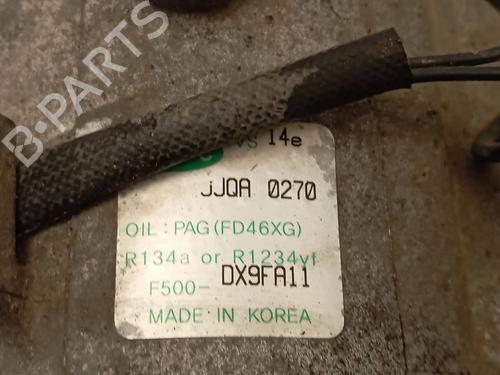 B-PARTS
VS 14e
JJQA 0270
OIL : PAG (FD46XG)
R134a or R1234yf
F500- DX9FA11
MADE IN KOREA